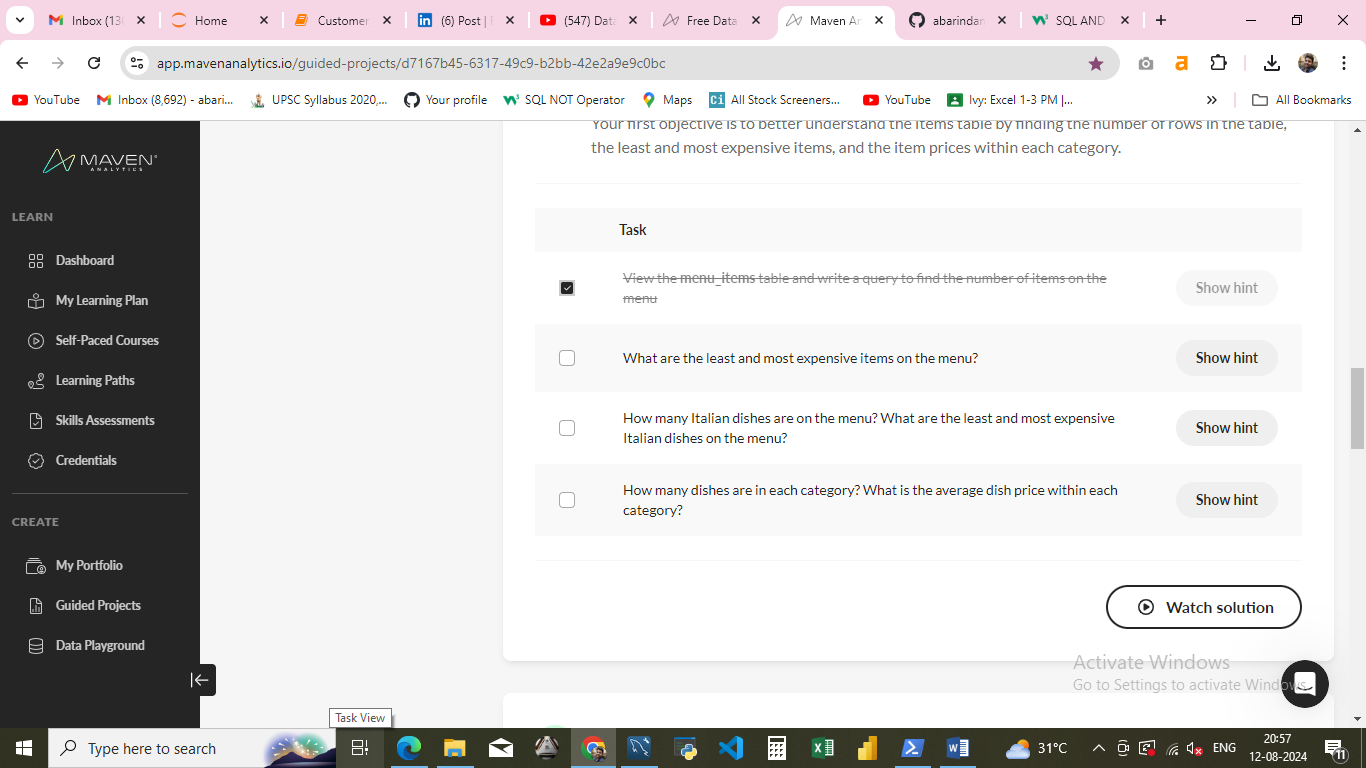 Inbox (130
Home
Customer
(6) Post | F
(547) Data
Free Data
Maven An
abarindan
SQL AND
app.mavenanalytics.io/guided-projects/d7167b45-6317-49c9-b2bb-42e2a9e9c0bc
YouTube
Inbox (8,692) - abari...
UPSC Syllabus 2020,...
Your profile
SQL NOT Operator
Maps
All Stock Screeners...
YouTube
Ivy: Excel 1-3 PM |...
All Bookmarks
MAVEN
ANALYTICS
LEARN
Dashboard
My Learning Plan
Self-Paced Courses
Learning Paths
Skills Assessments
Credentials
CREATE
My Portfolio
Guided Projects
Data Playground
Your first objective is to better understand the items table by finding the number of rows in the table,
the least and most expensive items, and the item prices within each category.
Task
View the menu_items table and write a query to find the number of items on the
menu
Show hint
What are the least and most expensive items on the menu?
Show hint
How many Italian dishes are on the menu? What are the least and most expensive
Italian dishes on the menu?
Show hint
How many dishes are in each category? What is the average dish price within each
category?
Show hint
Watch solution
Activate Windows
Go to Settings to activate Windows.
Task View
Type here to search
31°C
ENG
20:57
12-08-2024
11